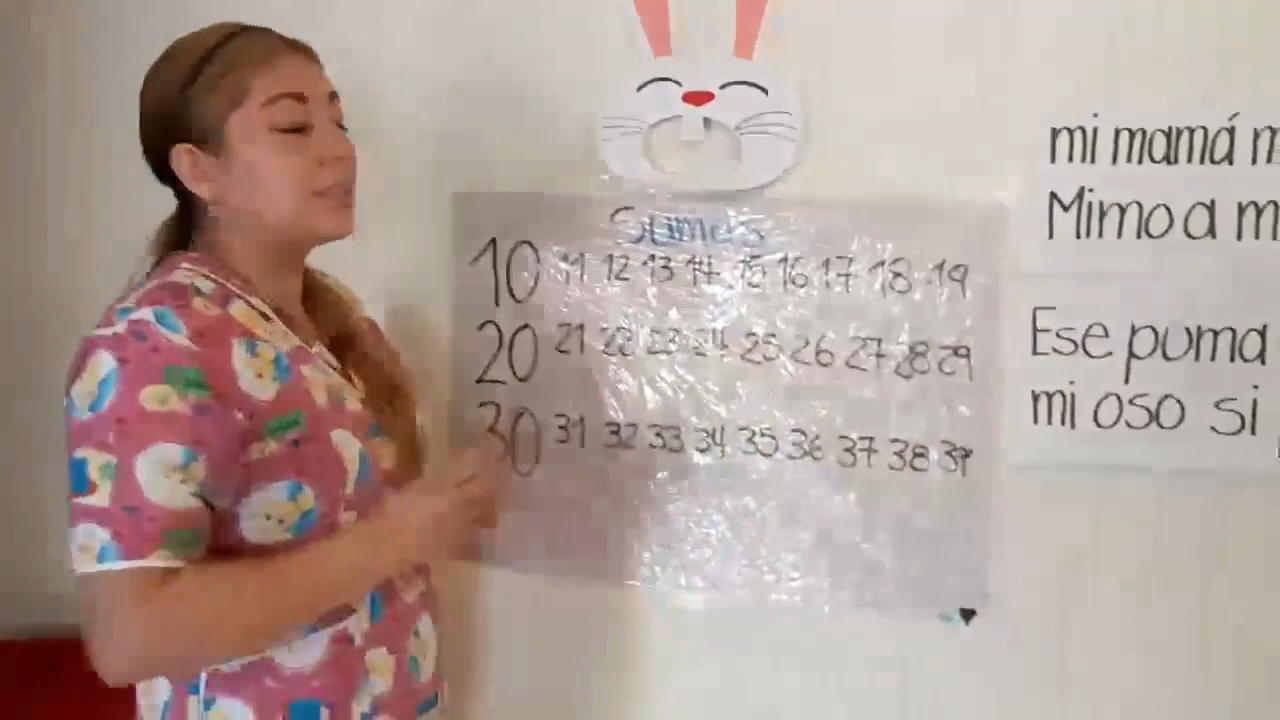 Sumas
10 11 12 13 14 15 16 17 18 19
20 21 22 23 24 25 26 27 28 29
30 31 32 33 34 35 36 37 38 39
mi mamá m
Mimo a m
Ese puma
mi oso si